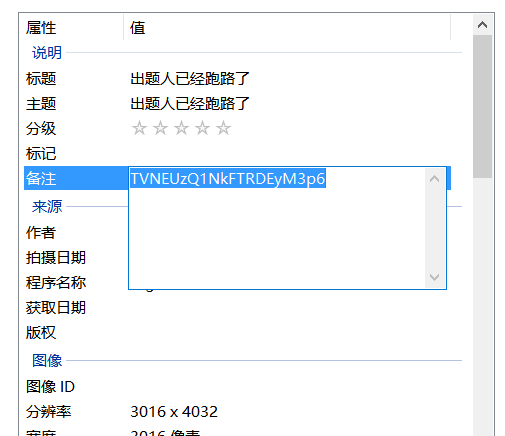 属性 值
说明
标题 出题人已经跑路了
主题 出题人已经跑路了
分级
标记
备注 TVNEUzQ1NkFTRDEyM3p6
来源
作者
拍摄日期
程序名称
获取日期
版权
图像
图像 ID
分辨率 3016 x 4032
宽度 3016 像素